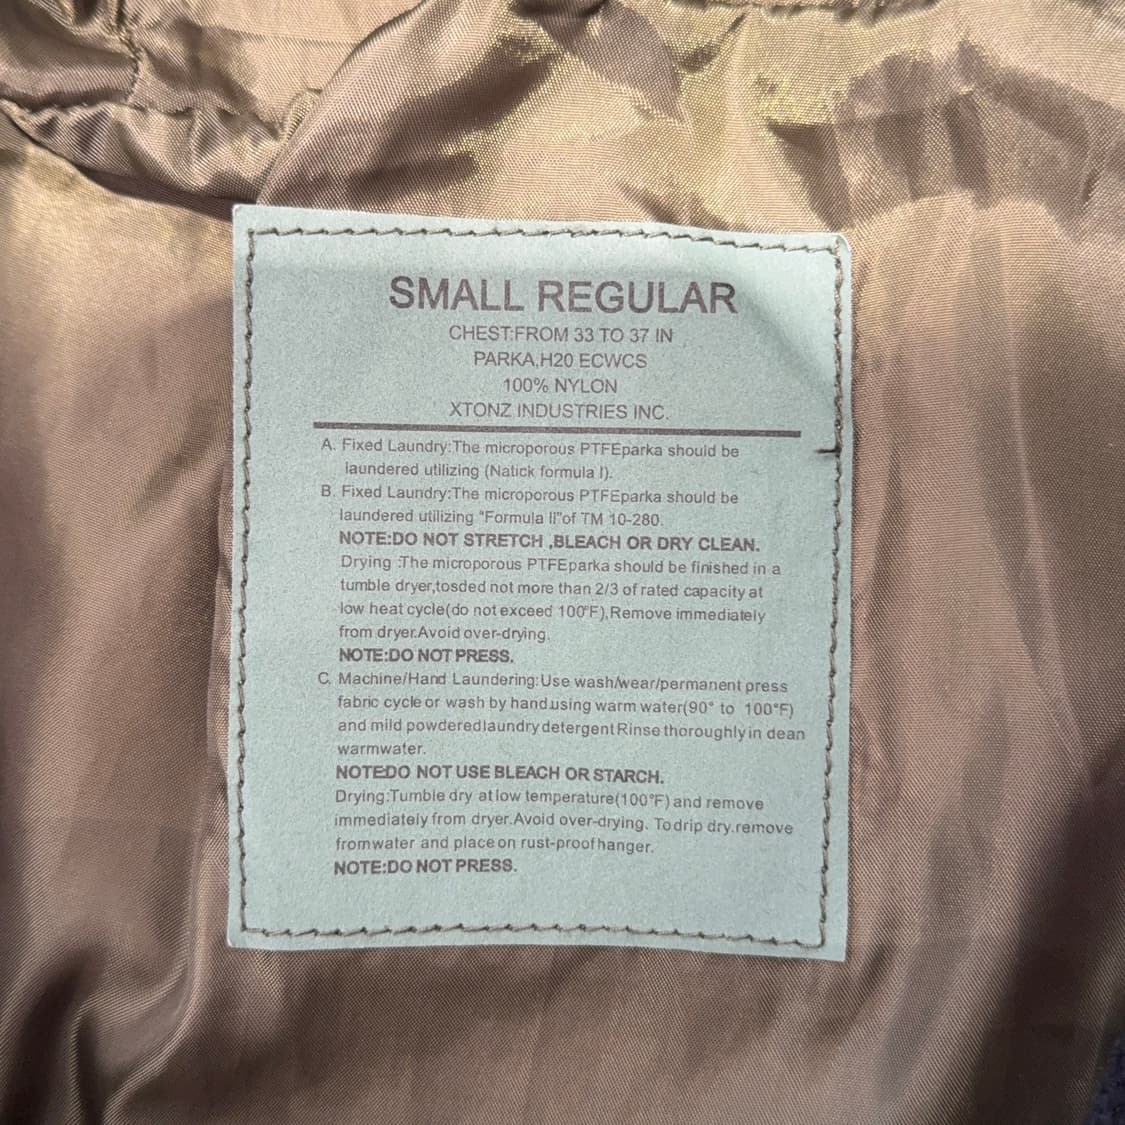 SMALL REGULAR
CHEST:FROM 33 TO 37 IN
PARKA,H20 ECWCS
100% NYLON
XTONZ INDUSTRIES INC.
A. Fixed Laundry:The microporous PTFEparka should be
laundered utilizing (Natick formula I).
B. Fixed Laundry:The microporous PTFEparka should be
laundered utilizing "Formula II"of TM 10-280.
NOTE:DO NOT STRETCH ,BLEACH OR DRY CLEAN.
Drying :The microporous PTFEparka should be finished in a
tumble dryer,tosded not more than 2/3 of rated capacity at
low heat cycle(do not exceed 100°F),Remove immediately
from dryer.Avoid over-drying.
NOTE:DO NOT PRESS.
C. Machine/Hand Laundering:Use wash/wear/permanent press
fabric cycle or wash by hand.using warm water(90° to 100°F)
and mild powdered laundry detergent Rinse thoroughly in dean
warmwater.
NOTE:DO NOT USE BLEACH OR STARCH.
Drying:Tumble dry at low temperature(100°F) and remove
immediately from dryer.Avoid over-drying. To drip dry.remove
from water and place on rust-proof hanger.
NOTE:DO NOT PRESS.